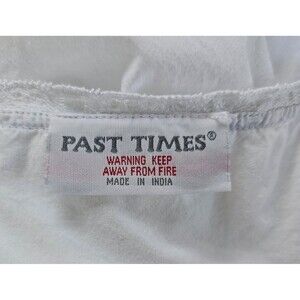 PAST TIMES®
WARNING KEEP
AWAY FROM FIRE
MADE IN INDIA